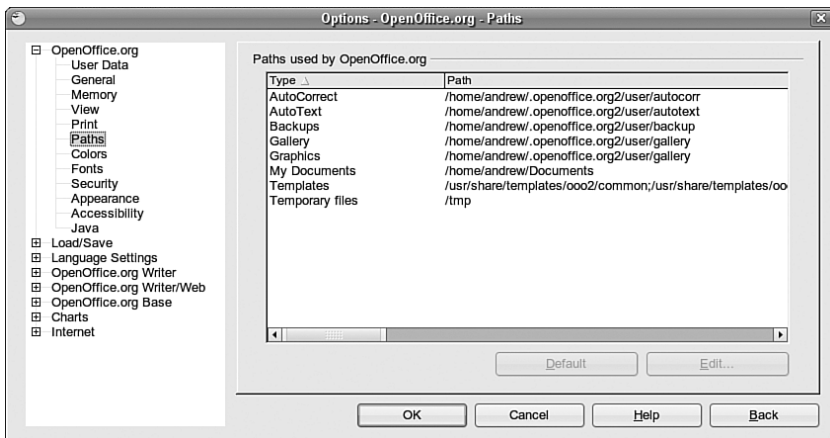 Options - OpenOffice.org - Paths
OpenOffice.org
User Data
General
Memory
View
Print
Paths
Colors
Fonts
Security
Appearance
Accessibility
Java
Load/Save
Language Settings
OpenOffice.org Writer
OpenOffice.org Writer/Web
OpenOffice.org Base
Charts
Internet
Paths used by OpenOffice.org
Type Path
AutoCorrect /home/andrew/.openoffice.org2/user/autocorr
AutoText /home/andrew/.openoffice.org2/user/autotext
Backups /home/andrew/.openoffice.org2/user/backup
Gallery /home/andrew/.openoffice.org2/user/gallery
Graphics /home/andrew/.openoffice.org2/user/gallery
My Documents /home/andrew/Documents
Templates /usr/share/templates/ooo2/common;/usr/share/templates/oo
Temporary files /tmp
Default Edit...
OK Cancel Help Back